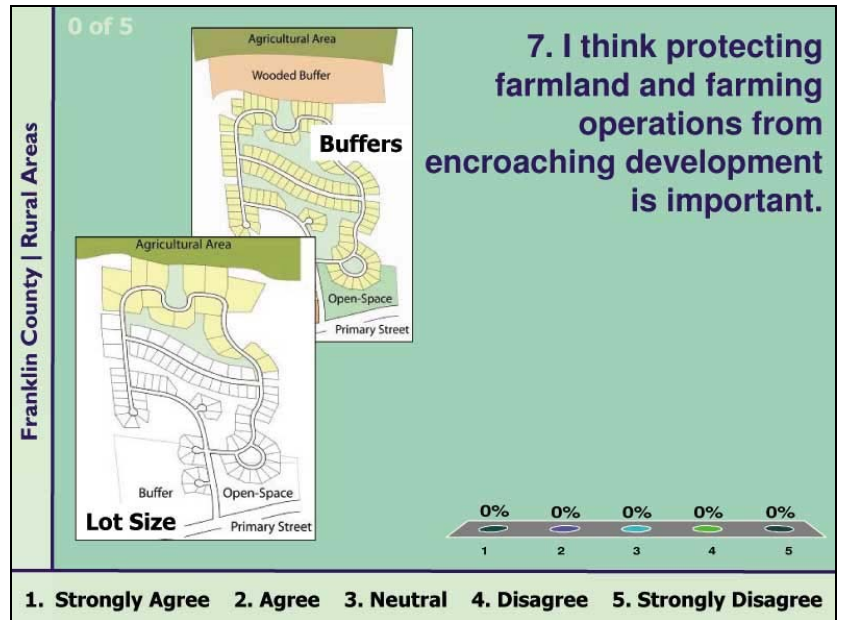 0 of 5
Franklin County | Rural Areas
7. I think protecting
farmland and farming
operations from
encroaching development
is important.
Agricultural Area
Wooded Buffer
Buffers
Open-Space
Primary Street
Agricultural Area
Buffer
Open-Space
Lot Size
Primary Street
0% 0% 0% 0% 0%
1 2 3 4 5
1. Strongly Agree 2. Agree 3. Neutral 4. Disagree 5. Strongly Disagree